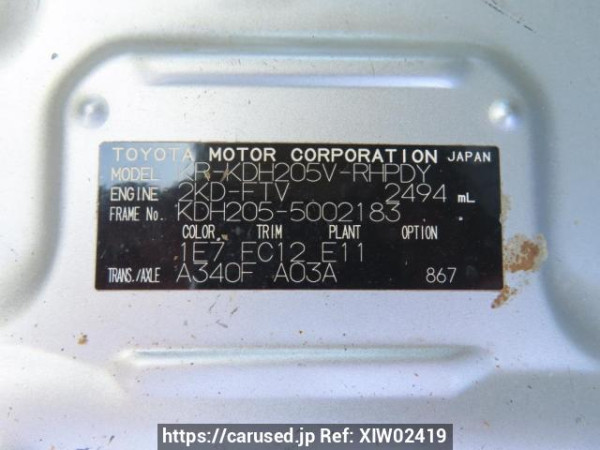 TOYOTA MOTOR CORPORATION JAPAN
MODEL KR-KDH205V-RHPDY
ENGINE 2KD-FTV 2494 mL
FRAME No. KDH205-5002183
COLOR TRIM PLANT OPTION
1E7 FC12 E11
TRANS./AXLE A340F A03A 867
https://carused.jp Ref: XIW02419